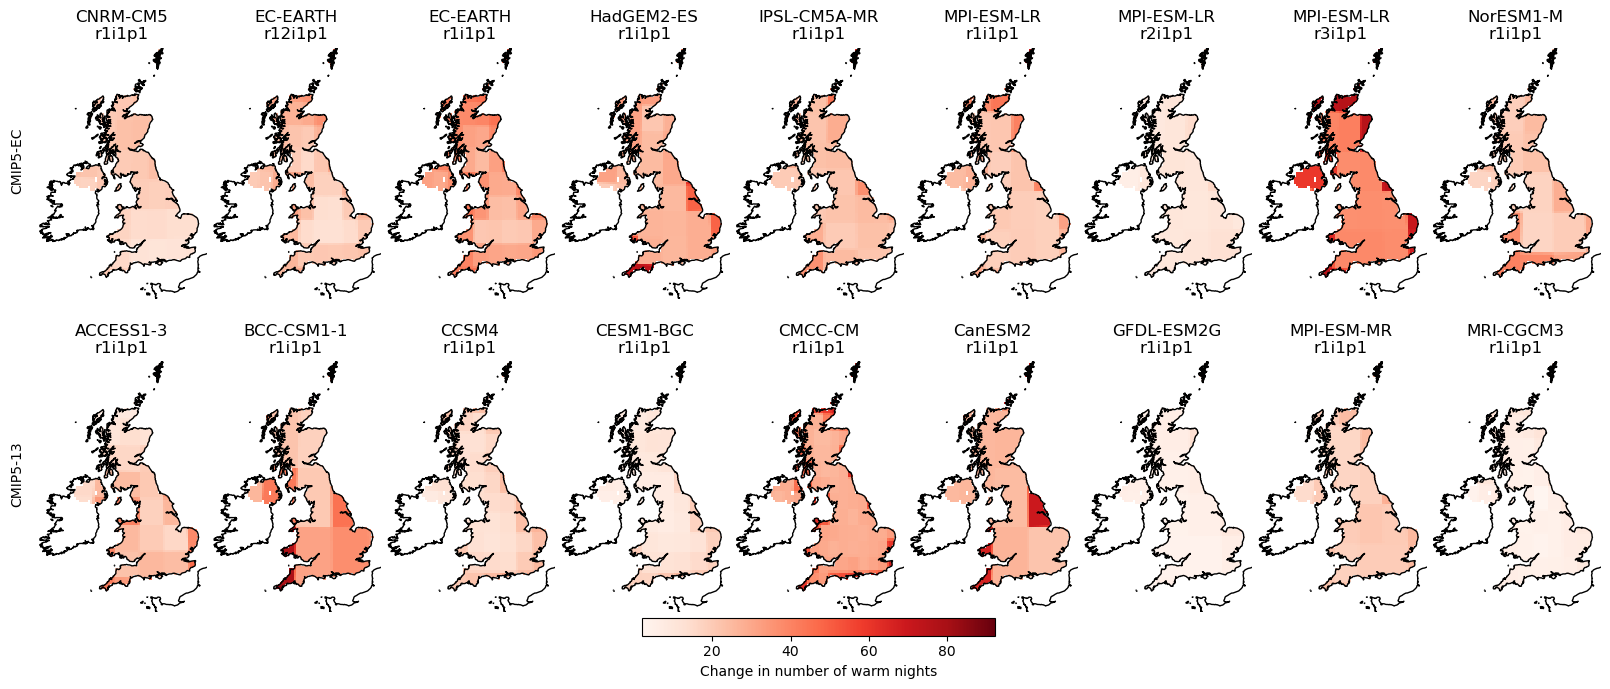 CNRM-CM5
r1i1p1
EC-EARTH
r12i1p1
EC-EARTH
r1i1p1
HadGEM2-ES
r1i1p1
IPSL-CM5A-MR
r1i1p1
MPI-ESM-LR
r1i1p1
MPI-ESM-LR
r2i1p1
MPI-ESM-LR
r3i1p1
NorESM1-M
r1i1p1
CMIP5-EC
ACCESS1-3
r1i1p1
BCC-CSM1-1
r1i1p1
CCSM4
r1i1p1
CESM1-BGC
r1i1p1
CMCC-CM
r1i1p1
CanESM2
r1i1p1
GFDL-ESM2G
r1i1p1
MPI-ESM-MR
r1i1p1
MRI-CGCM3
r1i1p1
CMIP5-13
20 40 60 80
Change in number of warm nights